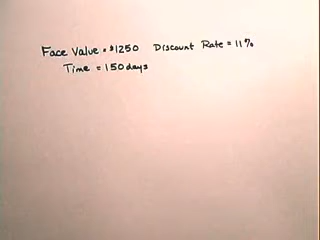 Face Value = $1250 Discount Rate = 11%
Time = 150 days